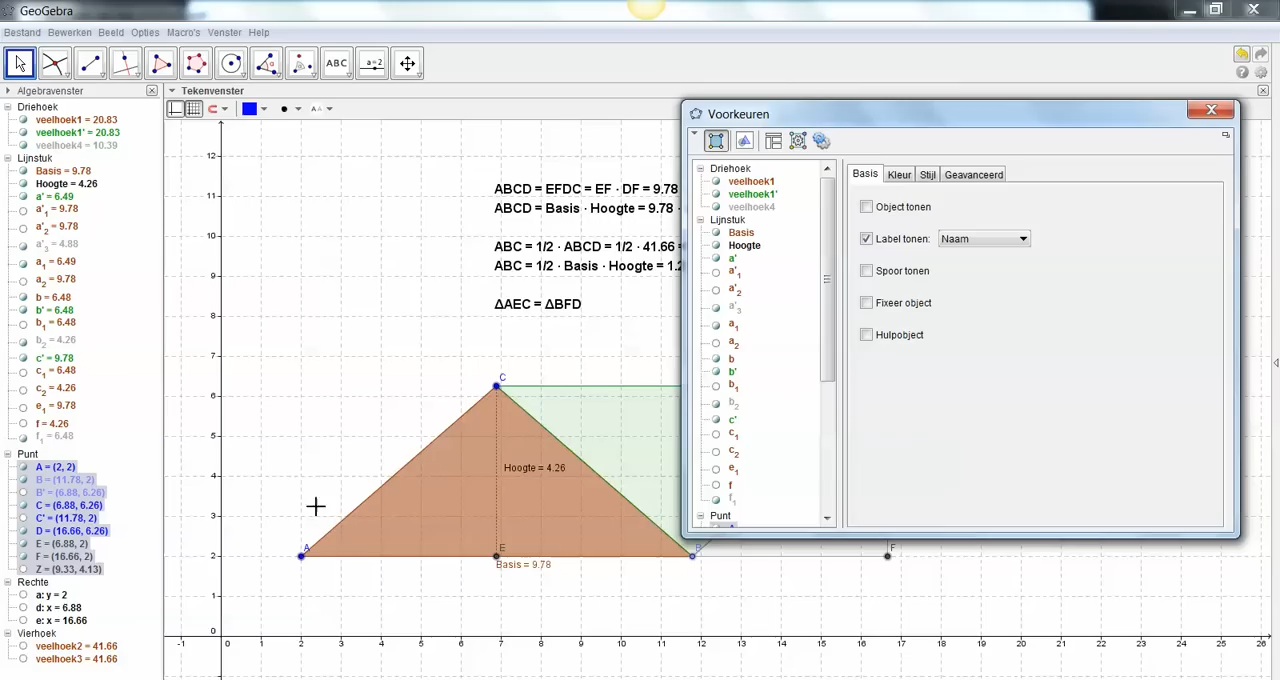 GeoGebra
Bestand Bewerken Beeld Opties Macro's Venster Help
ABC a=2
Algebravenster
Tekenvenster
Driehoek
veelhoek1 = 20.83
veelhoek1' = 20.83
veelhoek4 = 10.39
Lijnstuk
Basis = 9.78
Hoogte = 4.26
a' = 6.49
a'1 = 9.78
a'2 = 9.78
a'3 = 4.88
a1 = 6.49
a2 = 9.78
b = 6.48
b' = 6.48
b1 = 6.48
b2 = 4.26
c' = 9.78
c1 = 6.48
c2 = 4.26
e1 = 9.78
f = 4.26
f1 = 6.48
Punt
A = (2, 2)
B = (11.78, 2)
B' = (6.88, 6.26)
C = (6.88, 6.26)
C' = (11.78, 2)
D = (16.66, 6.26)
E = (6.88, 2)
F = (16.66, 2)
Z = (9.33, 4.13)
Rechte
a: y = 2
d: x = 6.88
e: x = 16.66
Vierhoek
veelhoek2 = 41.66
veelhoek3 = 41.66
ABCD = EFDC = EF · DF = 9.78
ABCD = Basis · Hoogte = 9.78 ·
ABC = 1/2 · ABCD = 1/2 · 41.66 =
ABC = 1/2 · Basis · Hoogte = 1.2
ΔAEC = ΔBFD
12
11
10
9
8
7
6
5
4
3
2
1
0
C
Hoogte = 4.26
A
E
B
F
Basis = 9.78
-1 0 1 2 3 4 5 6 7 8 9 10 11 12 13 14 15 16 17 18 19 20 21 22 23 24 25 26
Voorkeuren
Driehoek
veelhoek1
veelhoek1'
veelhoek4
Lijnstuk
Basis
Hoogte
a'
a'1
a'2
a'3
a1
a2
b
b'
b1
b2
c'
c1
c2
e1
f
f1
Punt
Basis Kleur Stijl Geavanceerd
Object tonen
Label tonen: Naam
Spoor tonen
Fixeer object
Hulpobject